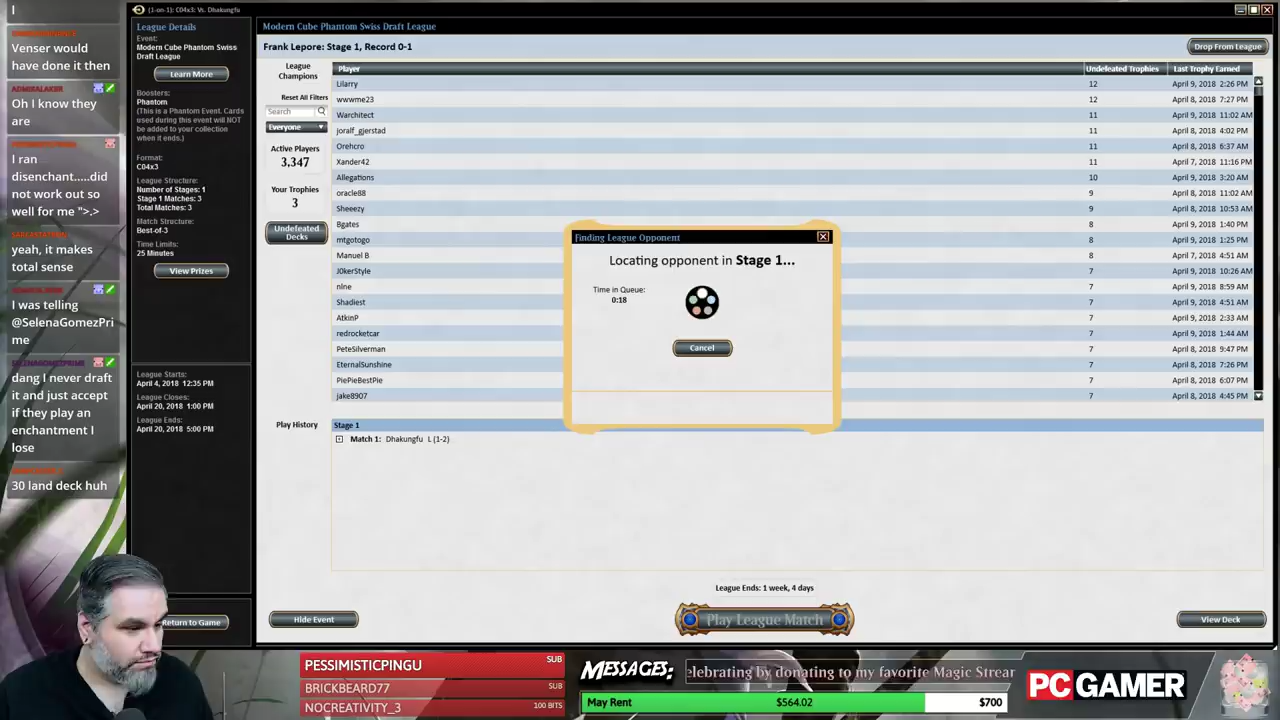 (1-on-1): C04x3: Vs. Dhakungfu
Venser would
have done it then
Oh I know they
are
I ran
disenchant.....did
not work out so
well for me ">.>
yeah, it makes
total sense
I was telling
@SelenaGomezPri
me
dang I never draft
it and just accept
if they play an
enchantment I
lose
30 land deck huh
League Details
Event:
Modern Cube Phantom Swiss
Draft League
Learn More
Boosters:
Phantom
(This is a Phantom Event. Cards
used during this event will NOT
be added to your collection
when it ends.)
Format:
C04x3
League Structure:
Number of Stages: 1
Stage 1 Matches: 3
Total Matches: 3
Match Structure:
Best-of-3
Time Limits:
25 Minutes
View Prizes
League Starts:
April 4, 2018 12:35 PM
League Closes:
April 20, 2018 1:00 PM
League Ends:
April 20, 2018 5:00 PM
Return to Game
Modern Cube Phantom Swiss Draft League
Frank Lepore: Stage 1, Record 0-1
Drop From League
League
Champions
Reset All Filters
Search
Everyone
Active Players
3,347
Your Trophies
3
Undefeated
Decks
Player Undefeated Trophies Last Trophy Earned
Lilarry 12 April 9, 2018 2:26 PM
wwwme23 12 April 8, 2018 7:27 PM
Warchitect 11 April 9, 2018 11:02 AM
joralf_gjerstad 11 April 8, 2018 4:02 PM
Orehcro 11 April 8, 2018 6:37 AM
Xander42 11 April 7, 2018 11:16 PM
Allegations 10 April 9, 2018 3:20 AM
oracle88 9 April 8, 2018 11:02 AM
Sheeezy 9 April 8, 2018 10:53 AM
Bgates 8 April 9, 2018 1:40 PM
mtgotogo 8 April 9, 2018 1:25 PM
Manuel B 8 April 7, 2018 4:51 AM
J0kerStyle 7 April 9, 2018 10:26 AM
nlne 7 April 9, 2018 8:59 AM
Shadiest 7 April 9, 2018 4:51 AM
AtkinP 7 April 9, 2018 2:33 AM
redrocketcar 7 April 9, 2018 1:44 AM
PeteSilverman 7 April 8, 2018 9:47 PM
EternalSunshine 7 April 8, 2018 7:26 PM
PiePieBestPie 7 April 8, 2018 6:07 PM
jake8907 7 April 8, 2018 4:45 PM
Finding League Opponent
Locating opponent in Stage 1...
Time in Queue:
0:18
Cancel
Play History
Stage 1
Match 1: Dhakungfu L (1-2)
League Ends: 1 week, 4 days
Hide Event
Play League Match
View Deck
PESSIMISTICPINGU SUB
BRICKBEARD77 SUB
NOCREATIVITY_3 100 BITS
MESSAGES:
elebrating by donating to my favorite Magic Strear
May Rent $564.02 $700
PC GAMER